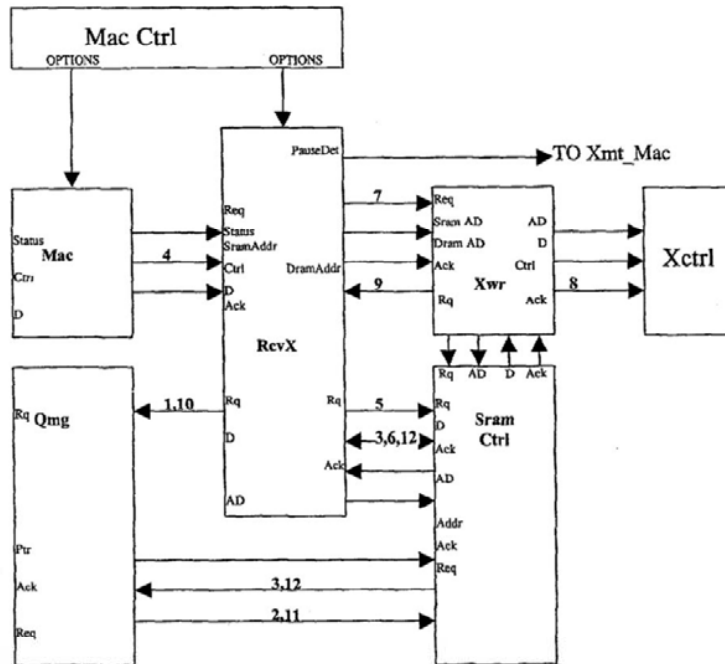 Mac Ctrl
OPTIONS
OPTIONS
PauseDet
TO Xmt_Mac
Mac
Status
Ctrl
D
4
Req
Status
SramAddr
Ctrl
D
Ack
DramAddr
RcvX
Rq
D
AD
Rq
Ack
7
9
Req
Sram AD
Dram AD
Ack
Rq
AD
D
Ctrl
Ack
Xwr
8
Xctrl
Qmg
Rq
Ptr
Ack
Req
1,10
5
3,6,12
3,12
2,11
Rq AD D Ack
Rq
D
Ack
AD
Addr
Ack
Req
Sram
Ctrl